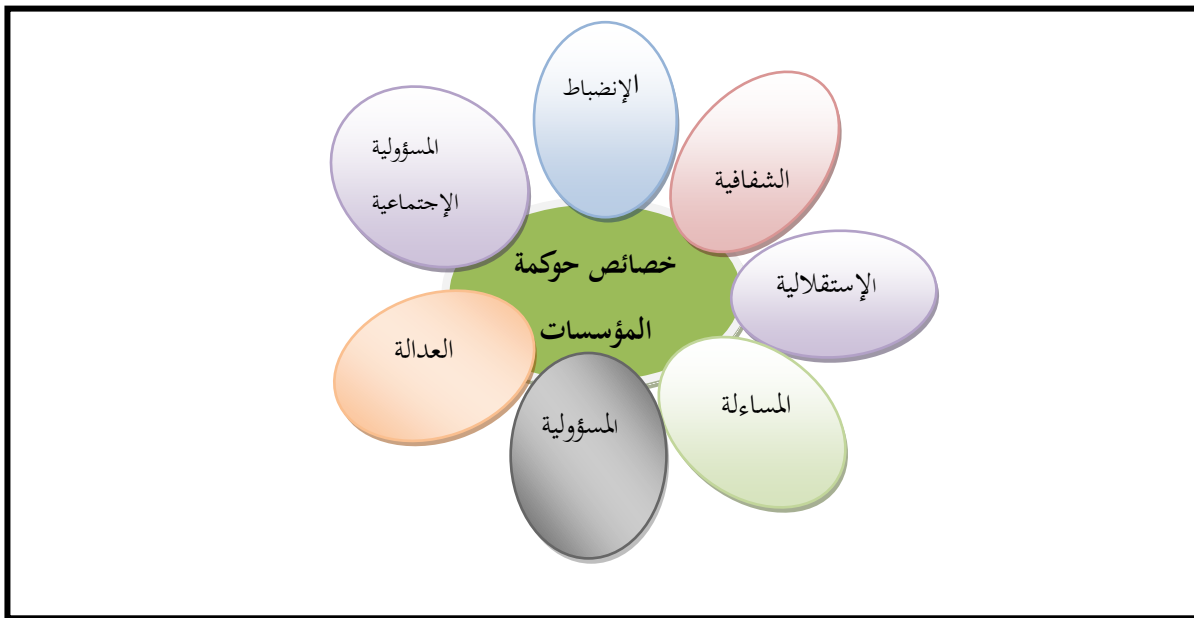 الإنضباط
الشفافية
الإستقلالية
المساءلة
المسؤولية
العدالة
المسؤولية
الإجتماعية
خصائص حوكمة
المؤسسات